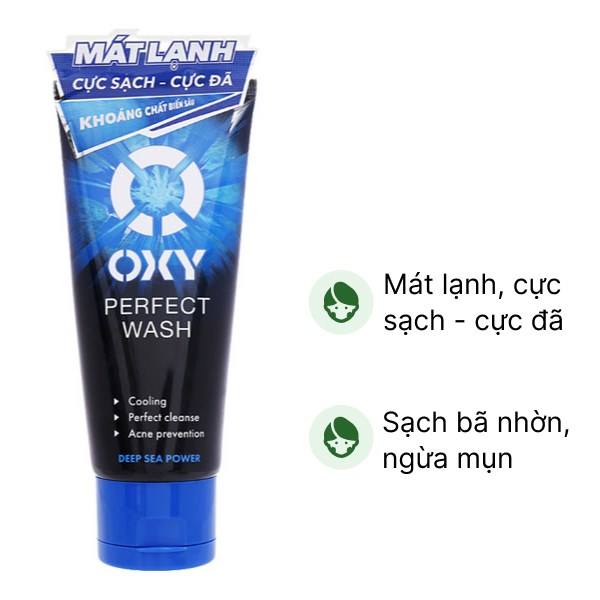 MÁT LẠNH
CỰC SẠCH - CỰC ĐÃ
KHOÁNG CHẤT BIỂN SÂU
OXY
PERFECT
WASH
Cooling
Perfect cleanse
Acne prevention
DEEP SEA POWER
Mát lạnh, cực
sạch - cực đã
Sạch bã nhờn,
ngừa mụn